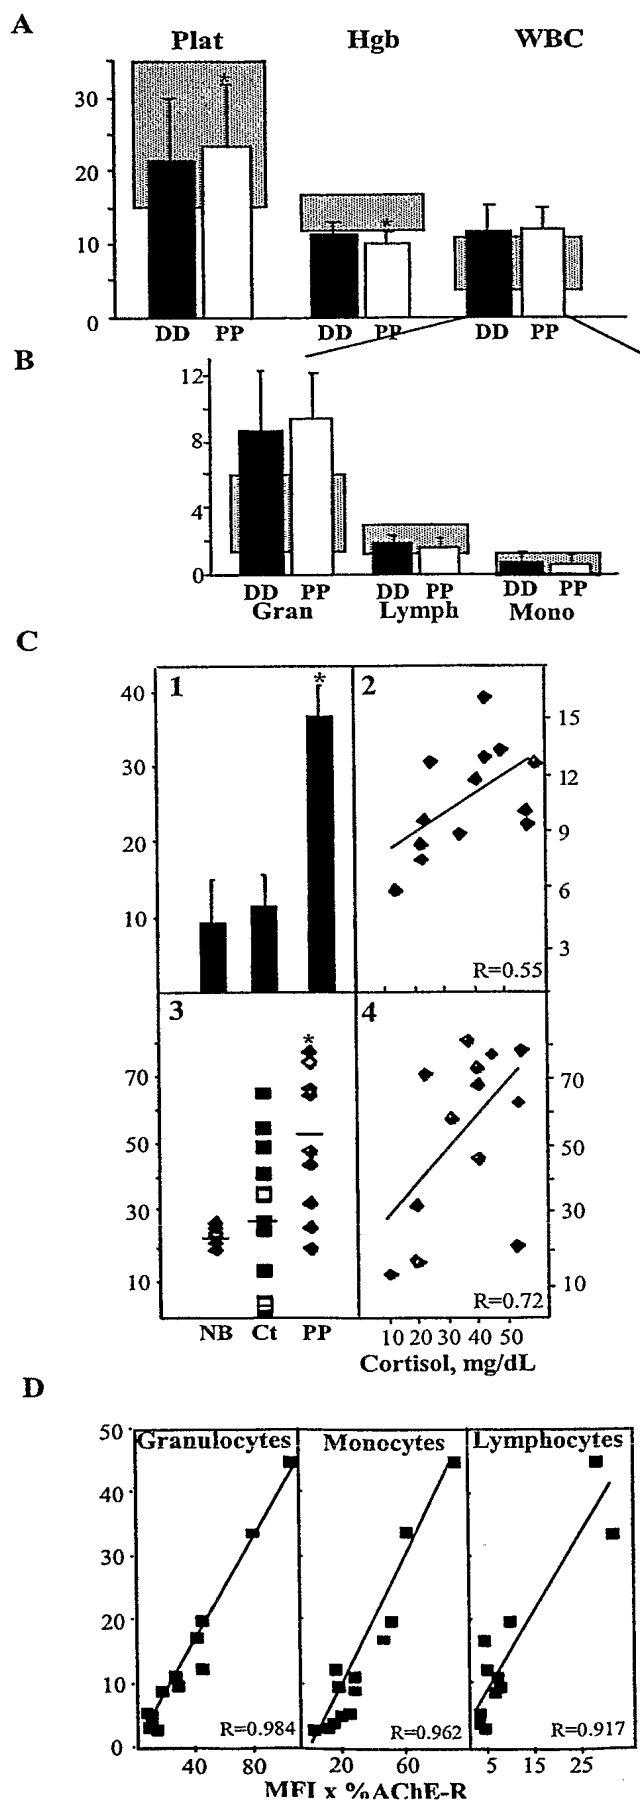 A
Plat Hgb WBC
30
20
10
0
*
*
DD PP DD PP DD PP
B
12
8
4
0
DD PP DD PP DD PP
Gran Lymph Mono
C
1 * 2
40
30
20
10
15
12
9
6
3
R=0.55
3 * 4
70
50
30
10
70
50
30
10
R=0.72
NB Ct PP
10 20 30 40 50
Cortisol, mg/dL
D
Granulocytes Monocytes Lymphocytes
50
40
30
20
10
0
R=0.984 R=0.962 R=0.917
40 80 20 60 5 15 25
MFI x %AChE-R